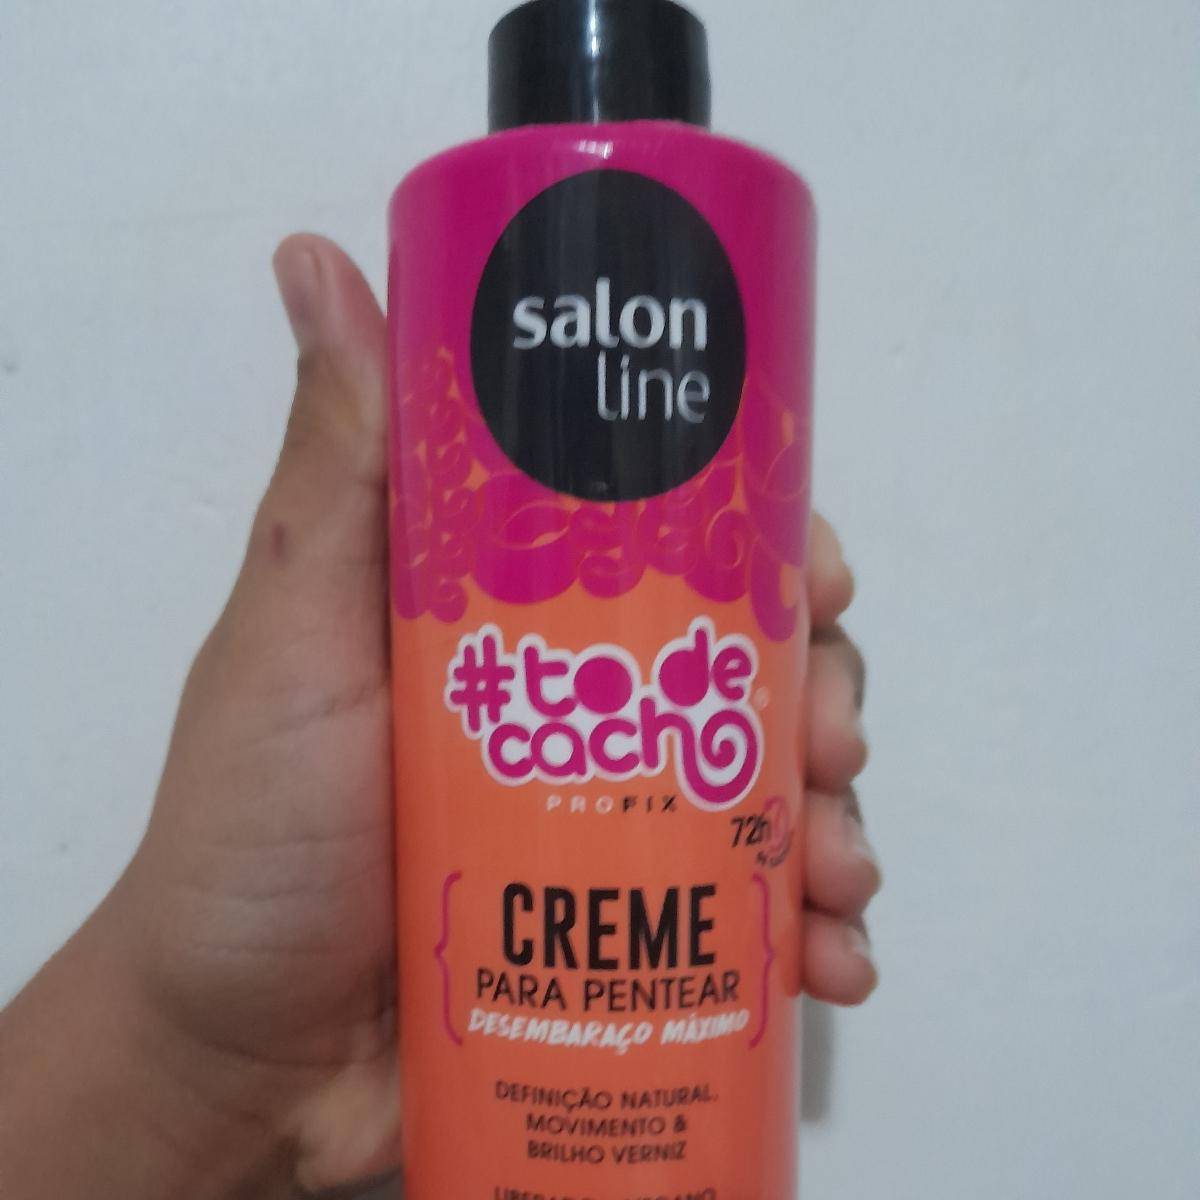 salon
line
#to de
cacho
PROFIX
72h
CREME
PARA PENTEAR
DESEMBARAÇO MÁXIMO
DEFINIÇÃO NATURAL,
MOVIMENTO &
BRILHO VERNIZ